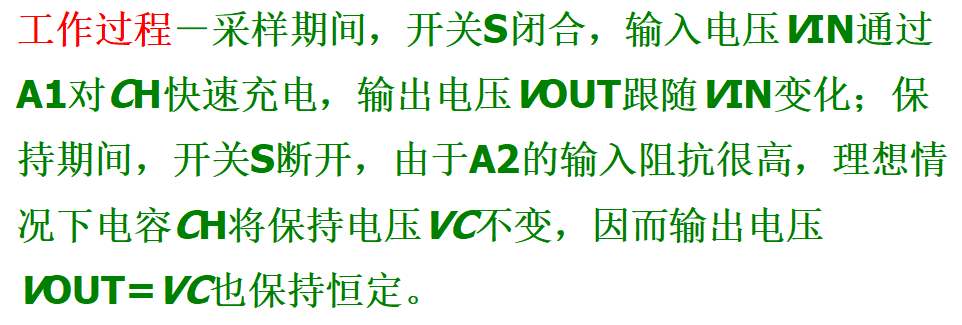 工作过程－采样期间，开关S闭合，输入电压VIN通过
A1对CH快速充电，输出电压VOUT跟随VIN变化；保
持期间，开关S断开，由于A2的输入阻抗很高，理想情
况下电容CH将保持电压VC不变，因而输出电压
VOUT=VC也保持恒定。